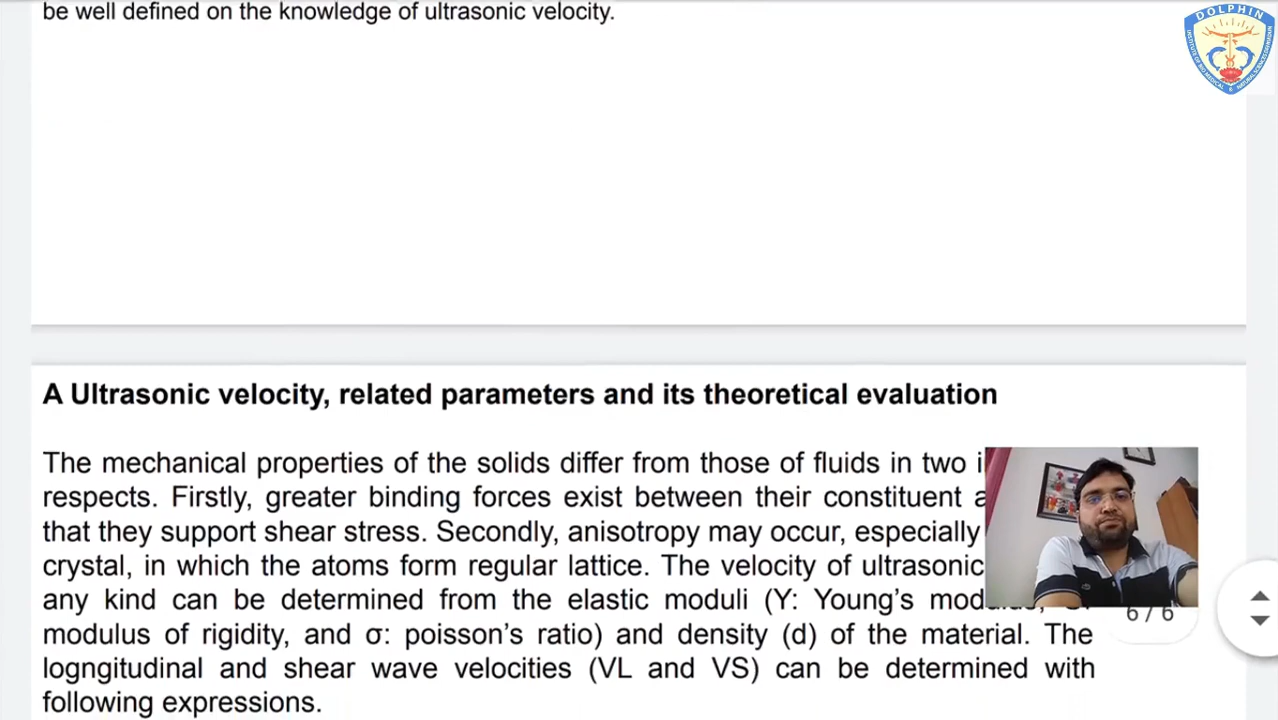 be well defined on the knowledge of ultrasonic velocity.
DOLPHIN
A Ultrasonic velocity, related parameters and its theoretical evaluation
The mechanical properties of the solids differ from those of fluids in two
respects. Firstly, greater binding forces exist between their constituent
that they support shear stress. Secondly, anisotropy may occur, especially
crystal, in which the atoms form regular lattice. The velocity of ultrasonic
any kind can be determined from the elastic moduli (Y: Young's
6 / 6
modulus of rigidity, and σ: poisson's ratio) and density (d) of the material. The
logngitudinal and shear wave velocities (VL and VS) can be determined with
following expressions.